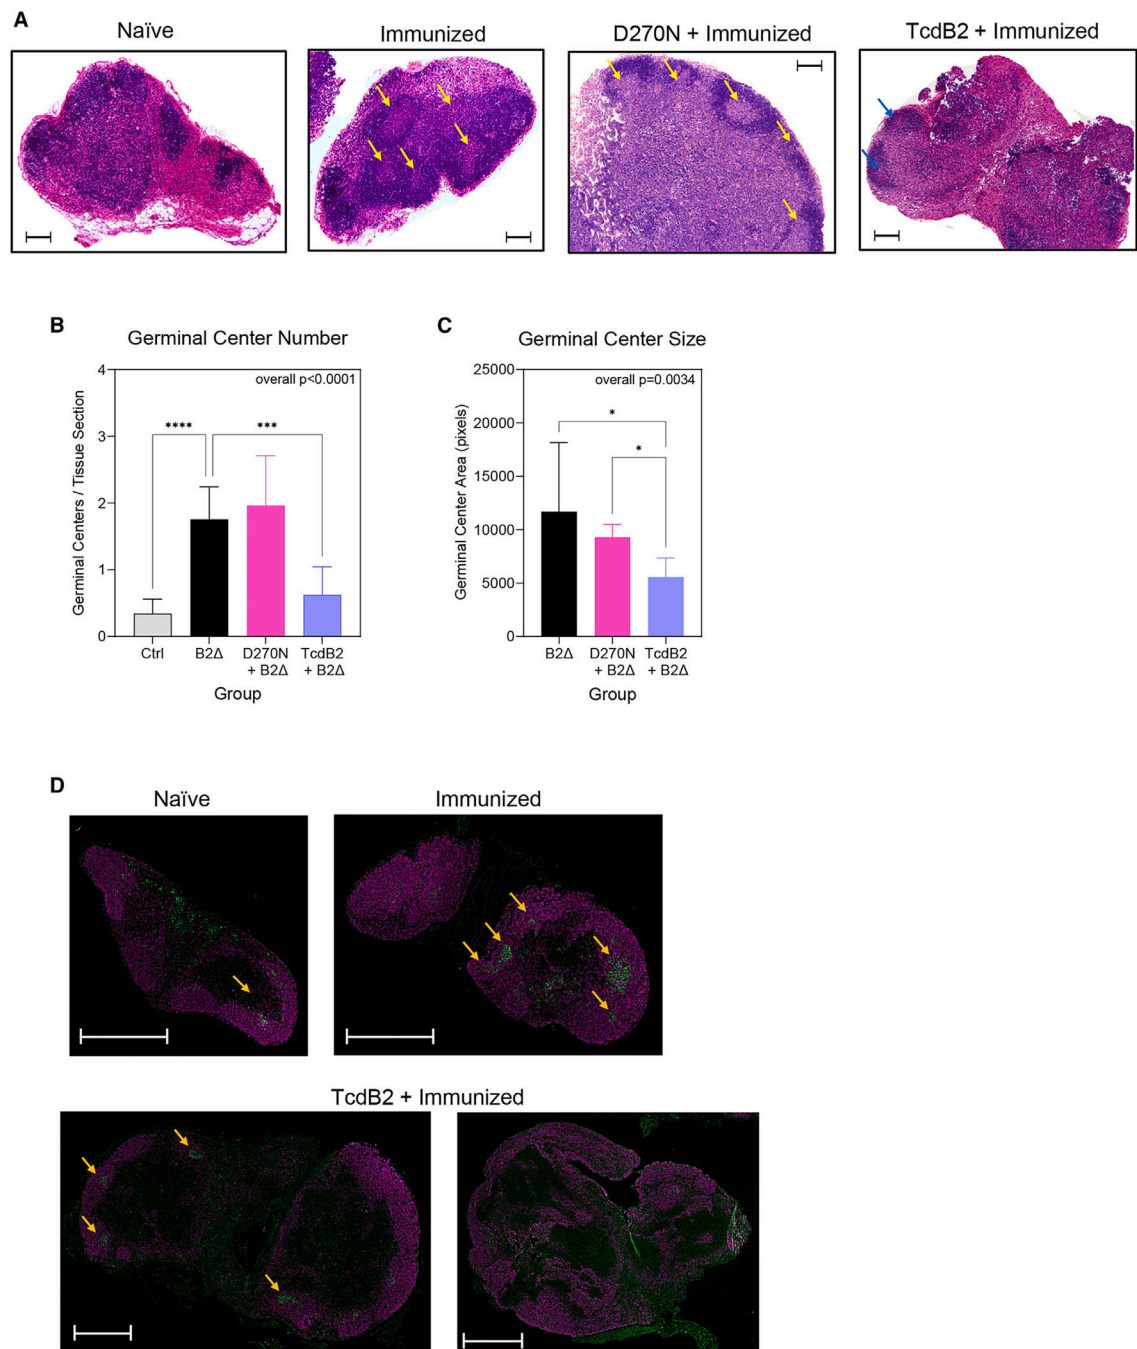 A
Naïve
Immunized
D270N + Immunized
TcdB2 + Immunized
B
Germinal Center Number
overall p<0.0001
****
***
4
3
2
1
0
Germinal Centers / Tissue Section
Ctrl
B2Δ
D270N
+ B2Δ
TcdB2
+ B2Δ
Group
C
Germinal Center Size
overall p=0.0034
*
*
25000
20000
15000
10000
5000
0
Germinal Center Area (pixels)
B2Δ
D270N
+ B2Δ
TcdB2
+ B2Δ
Group
D
Naïve
Immunized
TcdB2 + Immunized